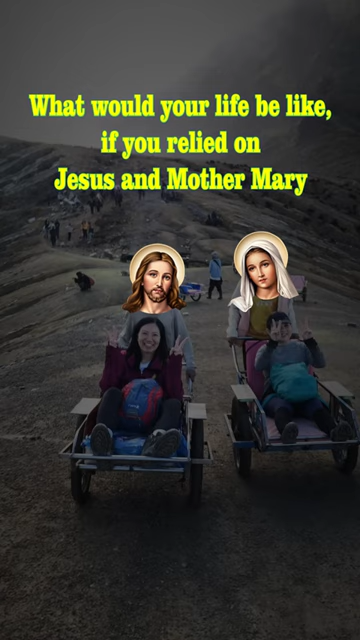 What would your life be like,
if you relied on
Jesus and Mother Mary